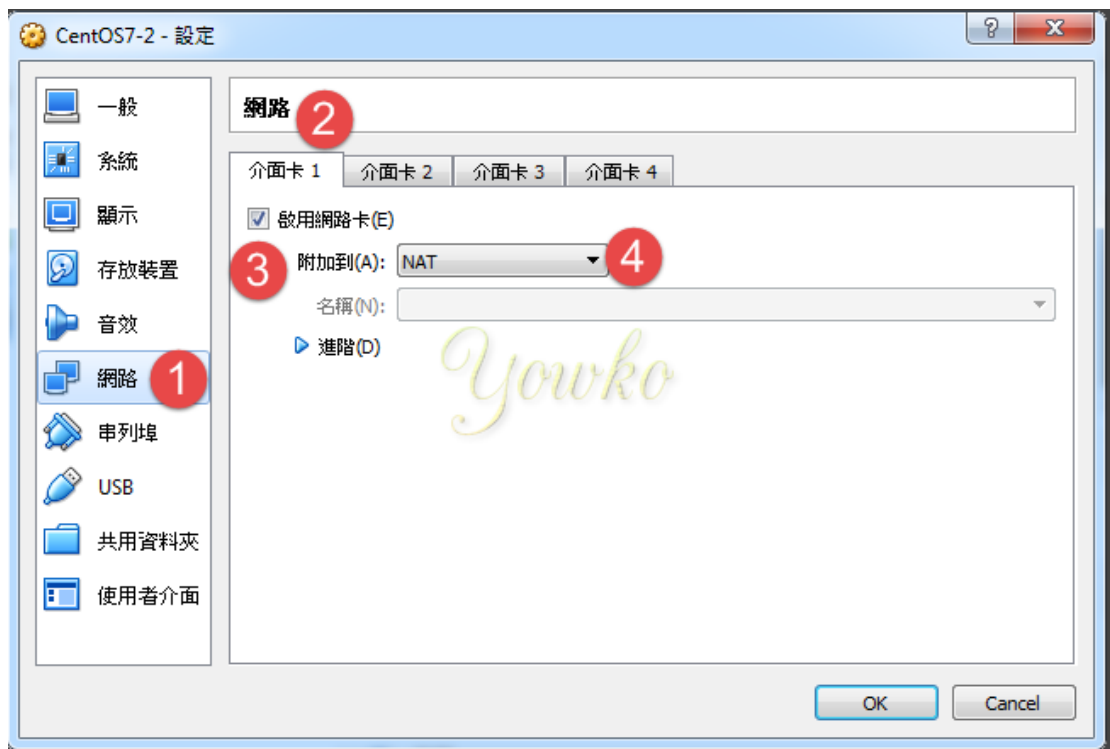 CentOS7-2 - 設定
一般
系統
顯示
存放裝置
音效
網路 1
串列埠
USB
共用資料夾
使用者介面
網路 2
介面卡 1 介面卡 2 介面卡 3 介面卡 4
啟用網路卡(E)
3 附加到(A): NAT 4
名稱(N):
進階(D)
Yowko
OK Cancel